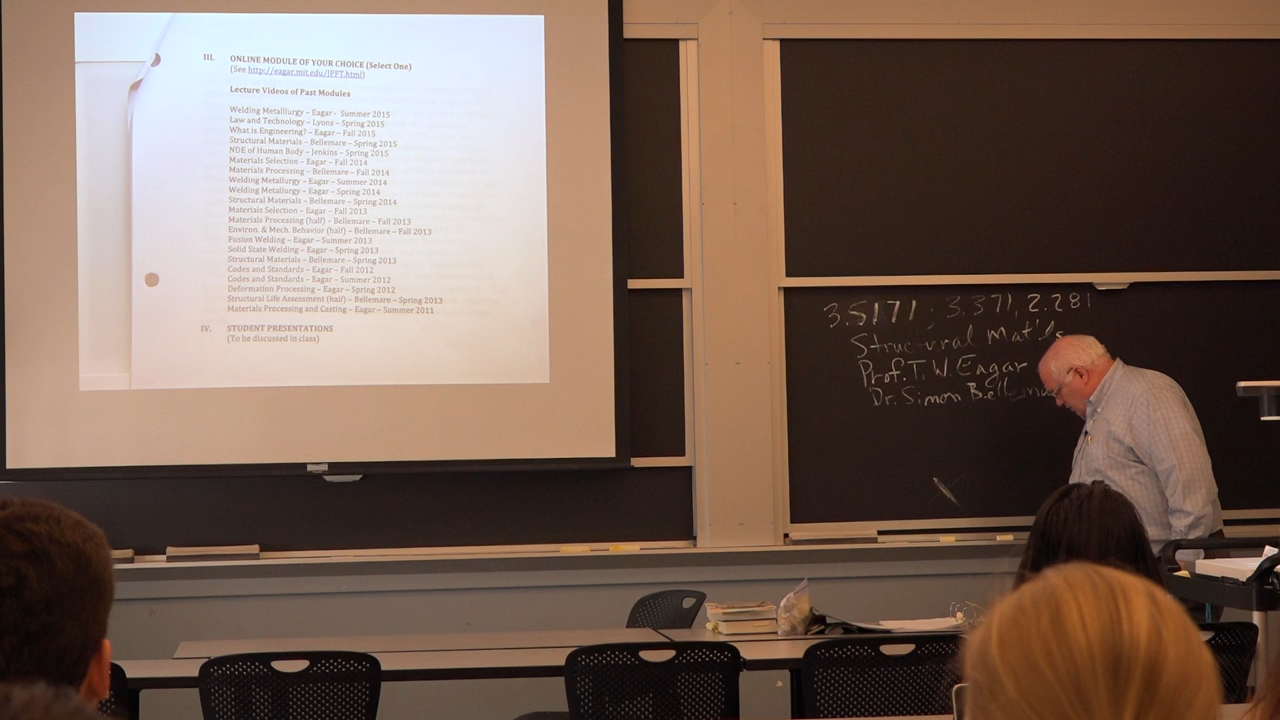 III. ONLINE MODULE OF YOUR CHOICE (Select One)
(See http://eagar.mit.edu/IPPT.html)
Lecture Videos of Past Modules
Welding Metallurgy – Eagar - Summer 2015
Law and Technology – Lyons – Spring 2015
What is Engineering? – Eagar – Fall 2015
Structural Materials – Bellemare – Spring 2015
NDE of Human Body – Jenkins – Spring 2015
Materials Selection – Eagar – Fall 2014
Materials Processing – Bellemare – Fall 2014
Welding Metallurgy – Eagar – Summer 2014
Welding Metallurgy – Eagar – Spring 2014
Structural Materials – Bellemare – Spring 2014
Materials Selection – Eagar – Fall 2013
Materials Processing (half) – Bellemare – Fall 2013
Environ. & Mech. Behavior (half) – Bellemare – Fall 2013
Fusion Welding – Eagar – Summer 2013
Solid State Welding – Eagar – Spring 2013
Structural Materials – Bellemare – Spring 2013
Codes and Standards – Eagar – Fall 2012
Codes and Standards – Eagar – Summer 2012
Deformation Processing – Eagar – Spring 2012
Structural Life Assessment (half) – Bellemare – Spring 2013
Materials Processing and Casting – Eagar – Summer 2011
IV. STUDENT PRESENTATIONS
(To be discussed in class)
3.5171; 3.371, 2.281
Structural Mat'ls
Prof. T. W. Eagar
Dr. Simon